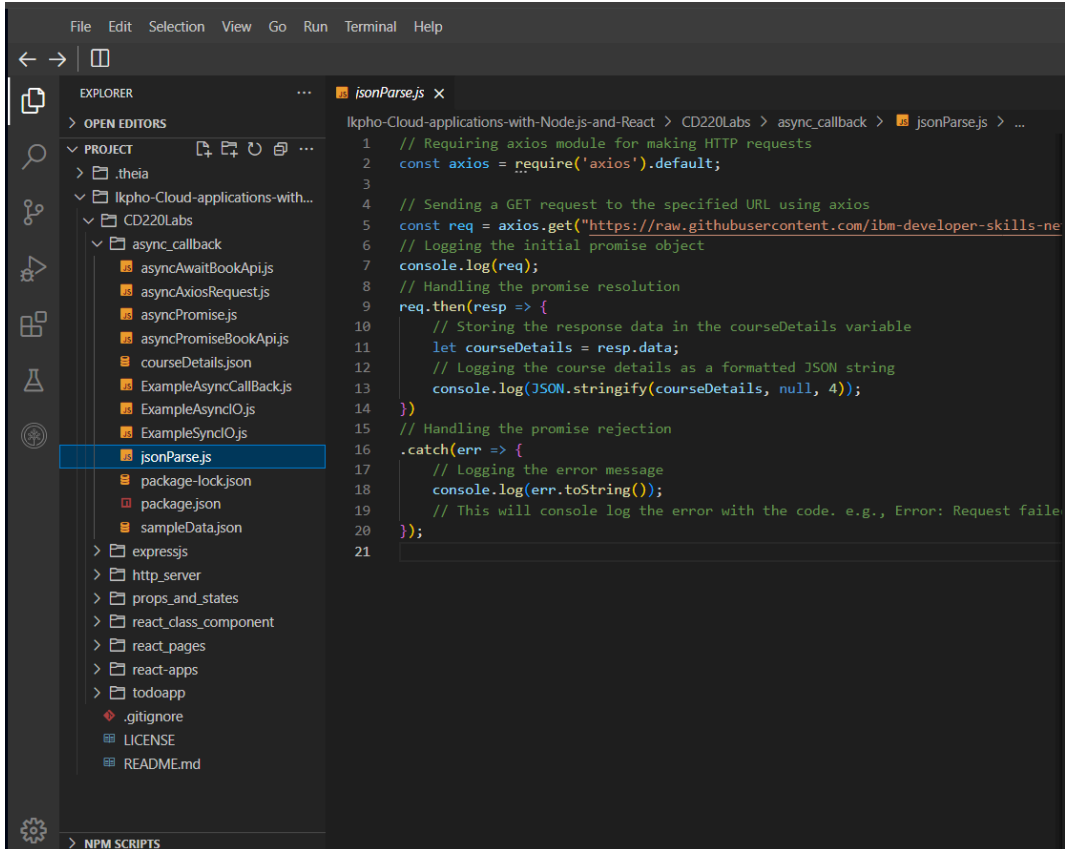 File Edit Selection View Go Run Terminal Help
EXPLORER
OPEN EDITORS
PROJECT
.theia
lkpho-Cloud-applications-with...
CD220Labs
async_callback
asyncAwaitBookApi.js
asyncAxiosRequest.js
asyncPromise.js
asyncPromiseBookApi.js
courseDetails.json
ExampleAsyncCallBack.js
ExampleAsyncIO.js
ExampleSyncIO.js
jsonParse.js
package-lock.json
package.json
sampleData.json
expressjs
http_server
props_and_states
react_class_component
react_pages
react-apps
todoapp
.gitignore
LICENSE
README.md
NPM SCRIPTS
JS jsonParse.js ×
lkpho-Cloud-applications-with-Node.js-and-React > CD220Labs > async_callback > JS jsonParse.js > ...
1 // Requiring axios module for making HTTP requests
2 const axios = require('axios').default;
3
4 // Sending a GET request to the specified URL using axios
5 const req = axios.get("https://raw.githubusercontent.com/ibm-developer-skills-ne
6 // Logging the initial promise object
7 console.log(req);
8 // Handling the promise resolution
9 req.then(resp => {
10 // Storing the response data in the courseDetails variable
11 let courseDetails = resp.data;
12 // Logging the course details as a formatted JSON string
13 console.log(JSON.stringify(courseDetails, null, 4));
14 })
15 // Handling the promise rejection
16 .catch(err => {
17 // Logging the error message
18 console.log(err.toString());
19 // This will console log the error with the code. e.g., Error: Request faile
20 });
21